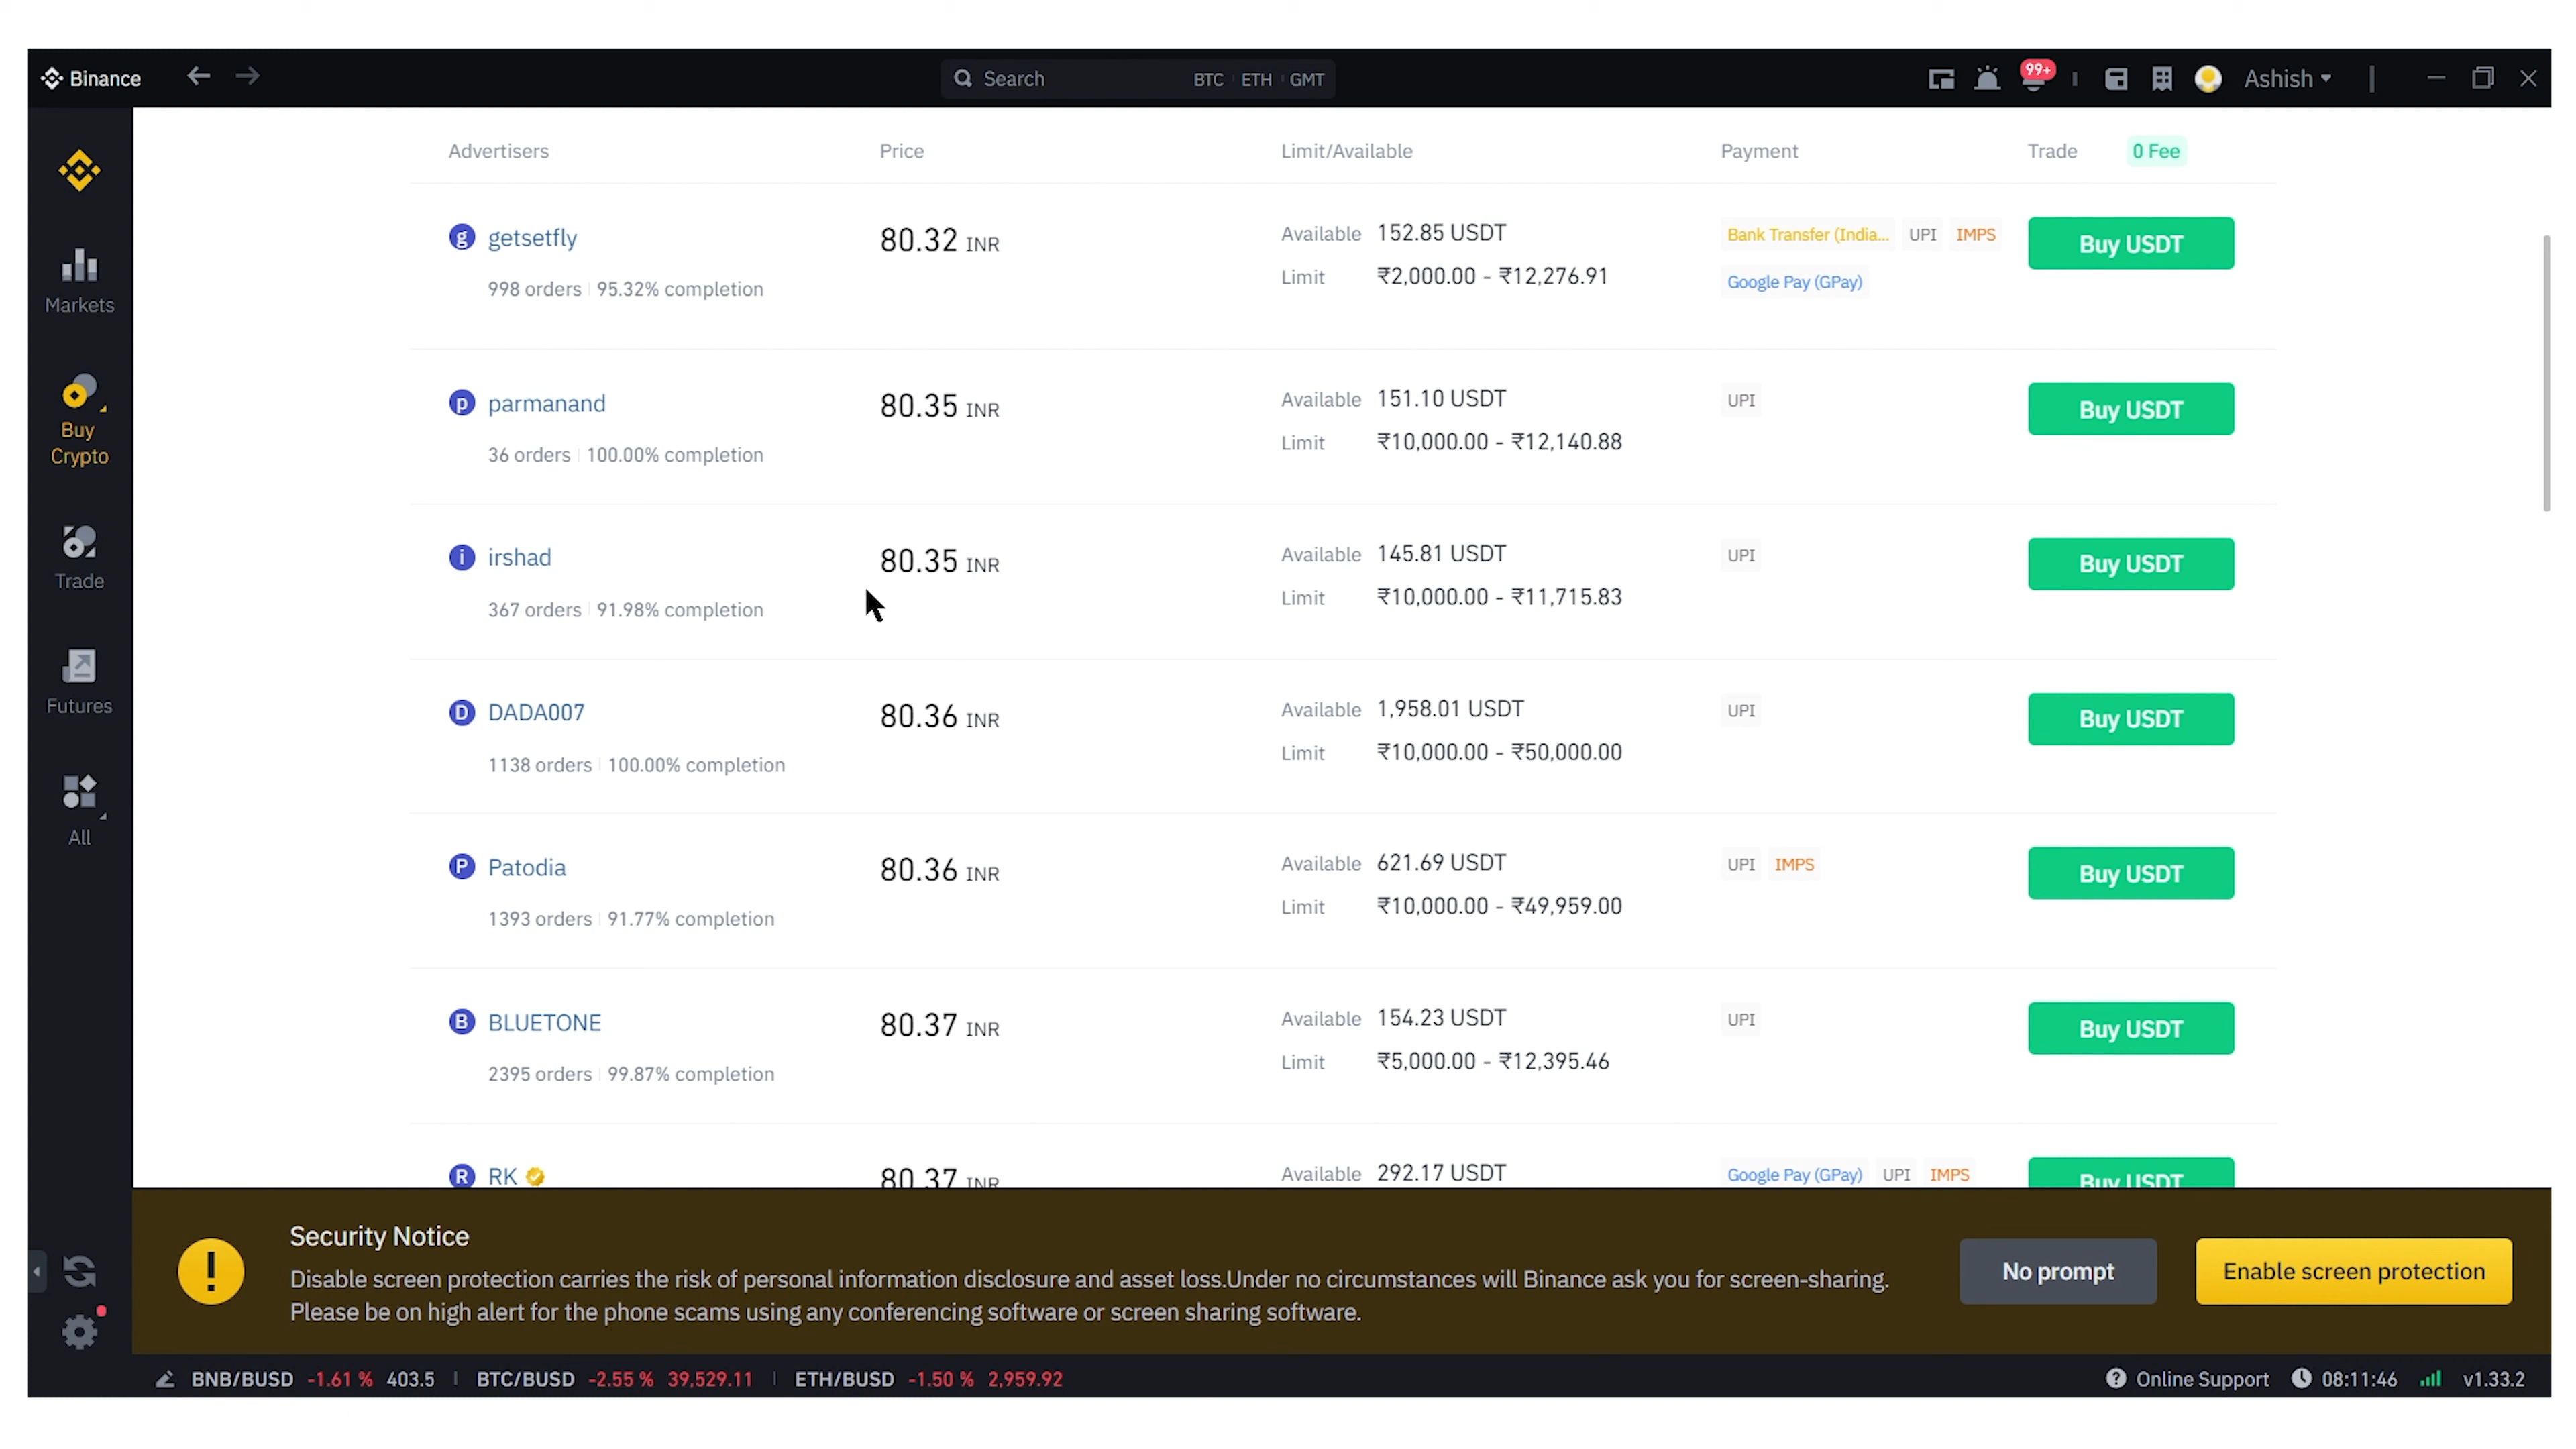 Binance
Search BTC ETH GMT
99+
Ashish
Markets
Buy
Crypto
Trade
Futures
All
Advertisers Price Limit/Available Payment Trade 0 Fee
g getsetfly 80.32 INR Available 152.85 USDT Bank Transfer (India... UPI IMPS Buy USDT
998 orders 95.32% completion Limit ₹2,000.00 - ₹12,276.91 Google Pay (GPay)
p parmanand 80.35 INR Available 151.10 USDT UPI Buy USDT
36 orders 100.00% completion Limit ₹10,000.00 - ₹12,140.88
i irshad 80.35 INR Available 145.81 USDT UPI Buy USDT
367 orders 91.98% completion Limit ₹10,000.00 - ₹11,715.83
D DADA007 80.36 INR Available 1,958.01 USDT UPI Buy USDT
1138 orders 100.00% completion Limit ₹10,000.00 - ₹50,000.00
P Patodia 80.36 INR Available 621.69 USDT UPI IMPS Buy USDT
1393 orders 91.77% completion Limit ₹10,000.00 - ₹49,959.00
B BLUETONE 80.37 INR Available 154.23 USDT UPI Buy USDT
2395 orders 99.87% completion Limit ₹5,000.00 - ₹12,395.46
R RK 80.37 INR Available 292.17 USDT Google Pay (GPay) UPI IMPS Buy USDT
Security Notice
Disable screen protection carries the risk of personal information disclosure and asset loss.Under no circumstances will Binance ask you for screen-sharing.
Please be on high alert for the phone scams using any conferencing software or screen sharing software.
No prompt
Enable screen protection
BNB/BUSD -1.61 % 403.5 BTC/BUSD -2.55 % 39,529.11 ETH/BUSD -1.50 % 2,959.92 Online Support 08:11:46 v1.33.2